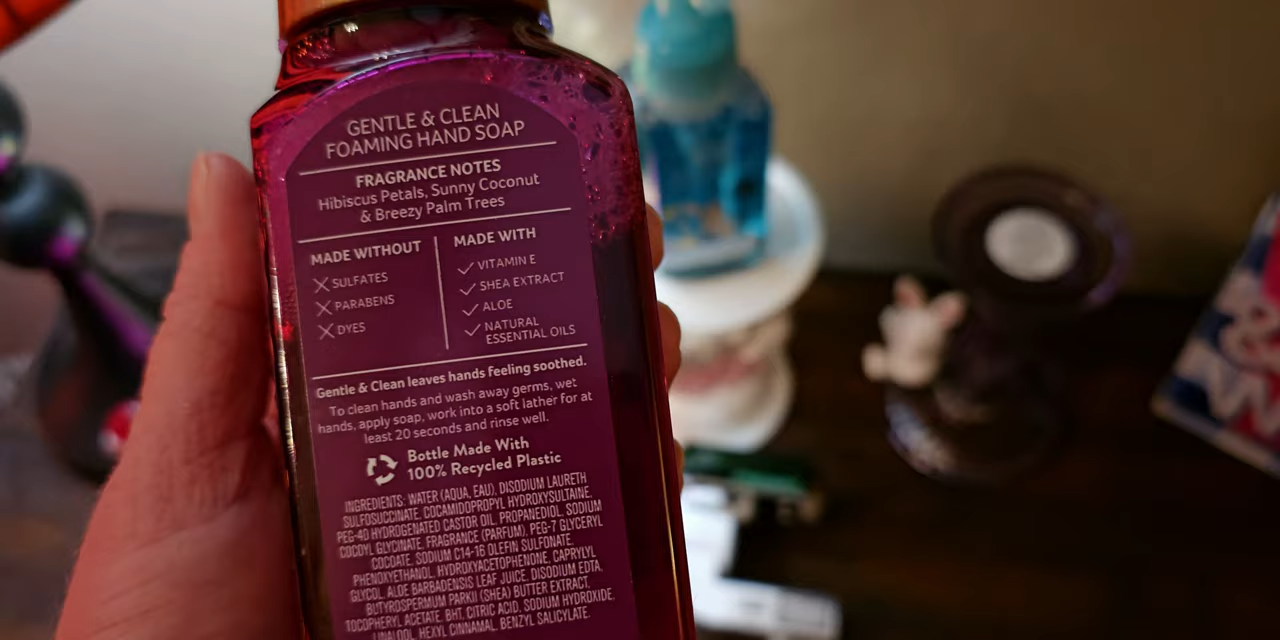 GENTLE & CLEAN
FOAMING HAND SOAP
FRAGRANCE NOTES
Hibiscus Petals, Sunny Coconut
& Breezy Palm Trees
MADE WITHOUT
SULFATES
PARABENS
DYES
MADE WITH
VITAMIN E
SHEA EXTRACT
ALOE
NATURAL
ESSENTIAL OILS
Gentle & Clean leaves hands feeling soothed.
To clean hands and wash away germs, wet
hands, apply soap, work into a soft lather for at
least 20 seconds and rinse well.
Bottle Made With
100% Recycled Plastic
INGREDIENTS: WATER (AQUA, EAU), DISODIUM LAURETH
SULFOSUCCINATE, COCAMIDOPROPYL HYDROXYSULTAINE,
PEG-40 HYDROGENATED CASTOR OIL, PROPANEDIOL, SODIUM
COCOYL GLYCINATE, FRAGRANCE (PARFUM), PEG-7 GLYCERYL
COCOATE, SODIUM C14-16 OLEFIN SULFONATE,
PHENOXYETHANOL, HYDROXYACETOPHENONE, CAPRYLYL
GLYCOL, ALOE BARBADENSIS LEAF JUICE, DISODIUM EDTA,
BUTYROSPERMUM PARKII (SHEA) BUTTER EXTRACT,
TOCOPHERYL ACETATE, BHT, CITRIC ACID, SODIUM HYDROXIDE,
LINALOOL, HEXYL CINNAMAL, BENZYL SALICYLATE.